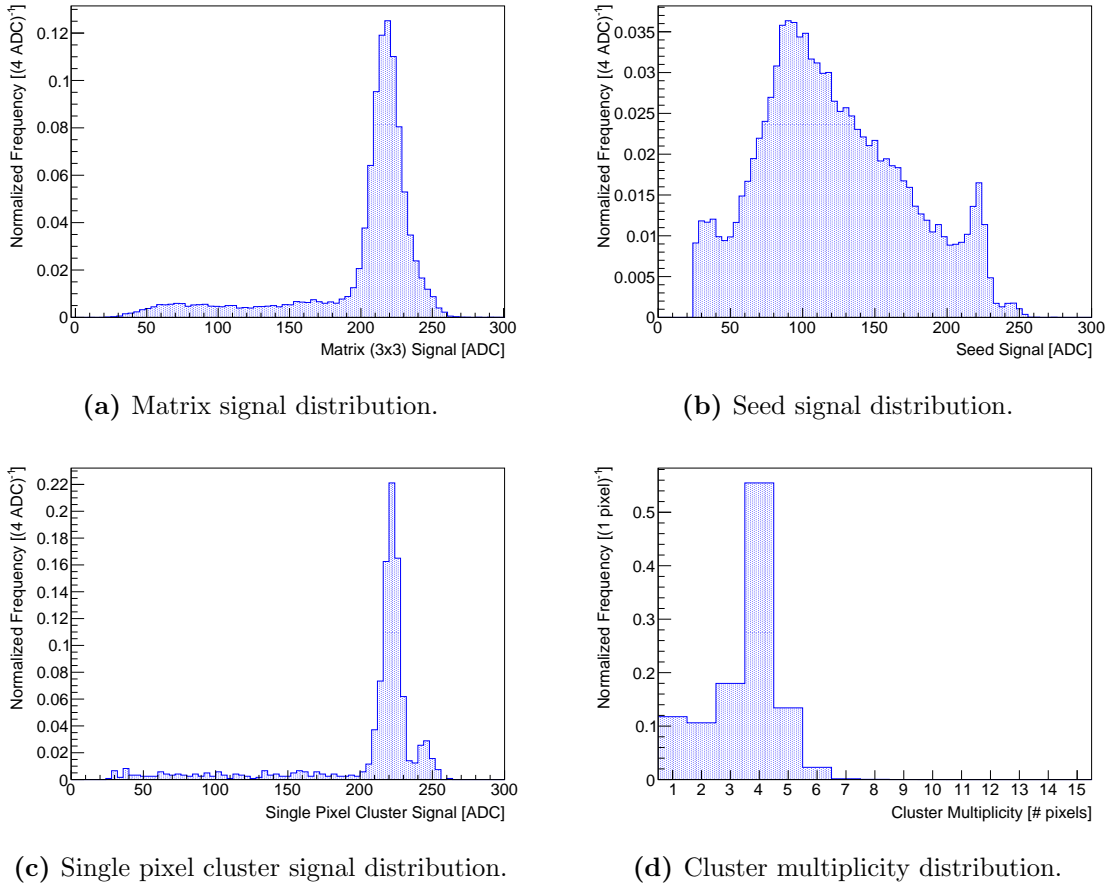 Normalized Frequency [(4 ADC)⁻¹]
0.12
0.1
0.08
0.06
0.04
0.02
0
0 50 100 150 200 250 300
Matrix (3x3) Signal [ADC]
(a) Matrix signal distribution.
Normalized Frequency [(4 ADC)⁻¹]
0.035
0.03
0.025
0.02
0.015
0.01
0.005
0
0 50 100 150 200 250 300
Seed Signal [ADC]
(b) Seed signal distribution.
Normalized Frequency [(4 ADC)⁻¹]
0.22
0.2
0.18
0.16
0.14
0.12
0.1
0.08
0.06
0.04
0.02
0
0 50 100 150 200 250 300
Single Pixel Cluster Signal [ADC]
(c) Single pixel cluster signal distribution.
Normalized Frequency [(1 pixel)⁻¹]
0.5
0.4
0.3
0.2
0.1
0
1 2 3 4 5 6 7 8 9 10 11 12 13 14 15
Cluster Multiplicity [# pixels]
(d) Cluster multiplicity distribution.